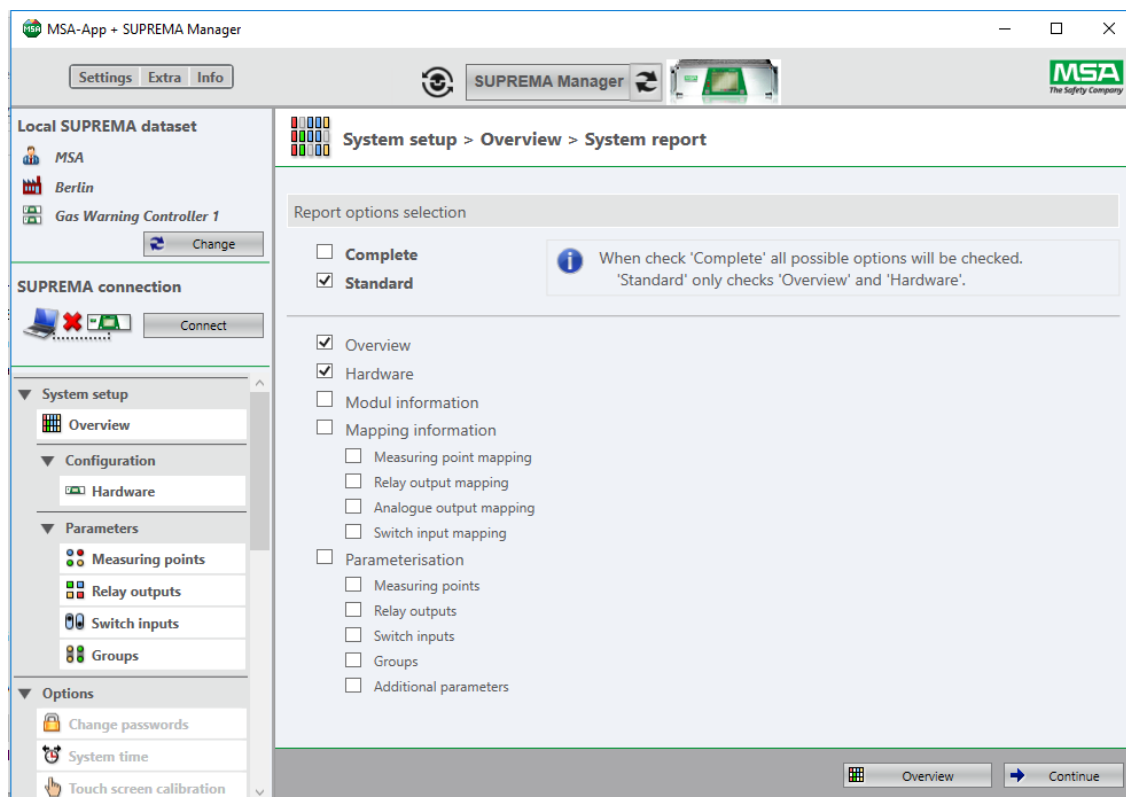 MSA-App + SUPREMA Manager
Settings Extra Info
SUPREMA Manager
MSA
The Safety Company
Local SUPREMA dataset
MSA
Berlin
Gas Warning Controller 1
Change
SUPREMA connection
Connect
System setup
Overview
Configuration
Hardware
Parameters
Measuring points
Relay outputs
Switch inputs
Groups
Options
Change passwords
System time
Touch screen calibration
System setup > Overview > System report
Report options selection
Complete
Standard
When check 'Complete' all possible options will be checked.
'Standard' only checks 'Overview' and 'Hardware'.
Overview
Hardware
Modul information
Mapping information
Measuring point mapping
Relay output mapping
Analogue output mapping
Switch input mapping
Parameterisation
Measuring points
Relay outputs
Switch inputs
Groups
Additional parameters
Overview
Continue